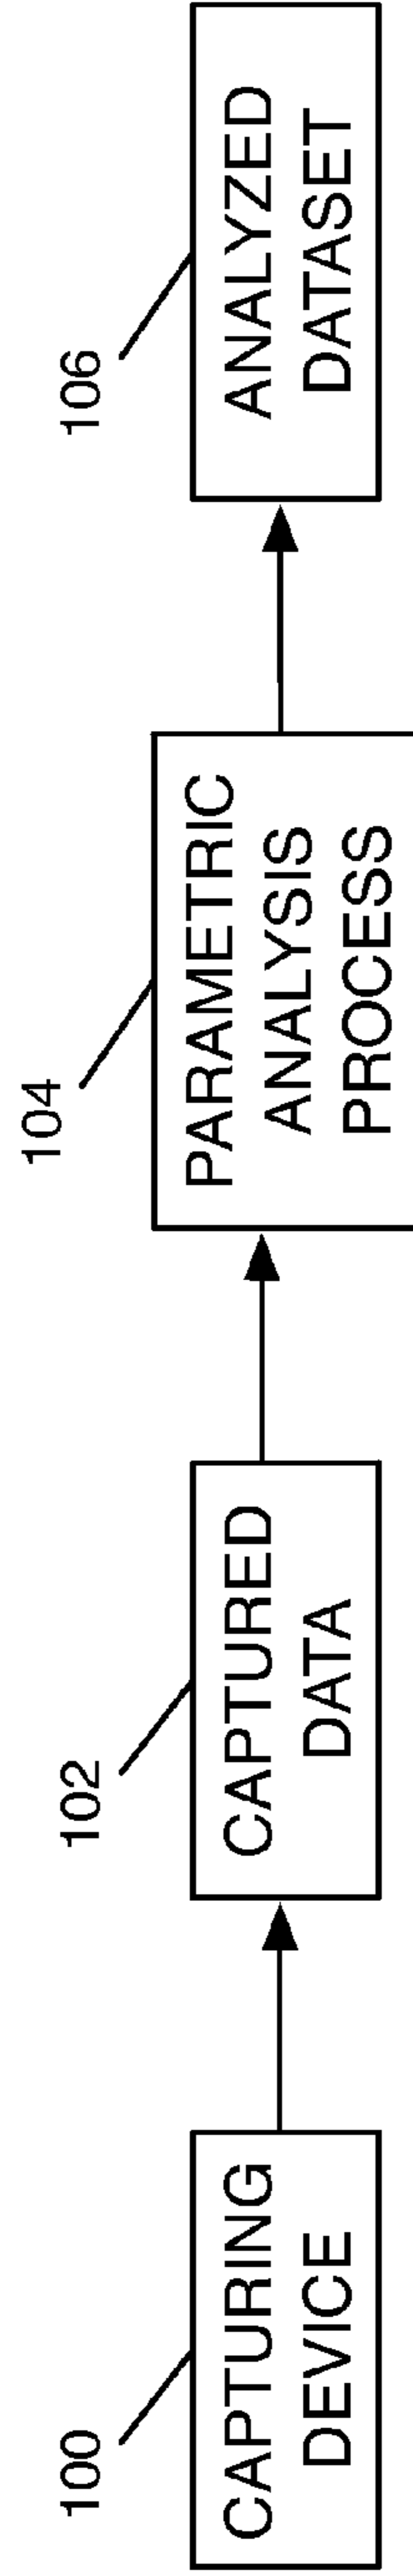 100
CAPTURING
DEVICE
102
CAPTURED
DATA
104
PARAMETRIC
ANALYSIS
PROCESS
106
ANALYZED
DATASET